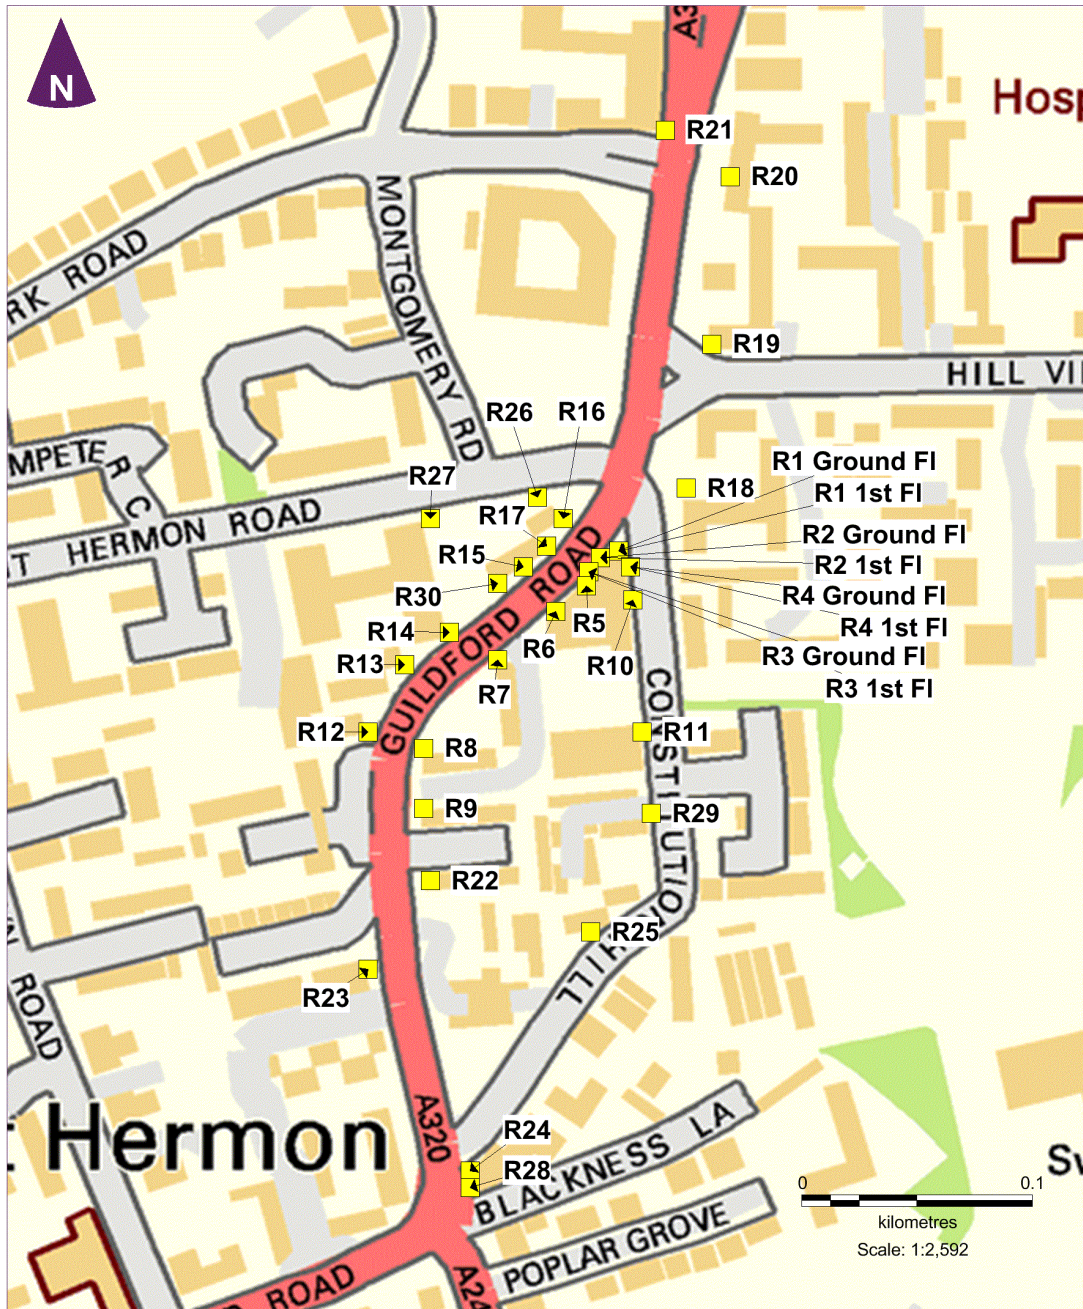 A3
N
Hosp
R21
R20
RK ROAD
MONTGOMERY RD
R19
HILL VI
R26
R16
MPETE
R C
R27
R17
R18
R1 Ground Fl
R1 1st Fl
R2 Ground Fl
R2 1st Fl
T HERMON ROAD
R15
R30
R4 Ground Fl
R4 1st Fl
R5
R6
R14
R10
R3 Ground Fl
R3 1st Fl
R13
R7
GUILDFORD ROAD
R12
R8
R11
R9
R29
CONSTITUTION HILL
R22
R25
R23
N ROAD
A320
Hermon
R24
R28
BLACKNESS LA
Sw
0 0.1
kilometres
Scale: 1:2,592
POPLAR GROVE
ROAD
A24